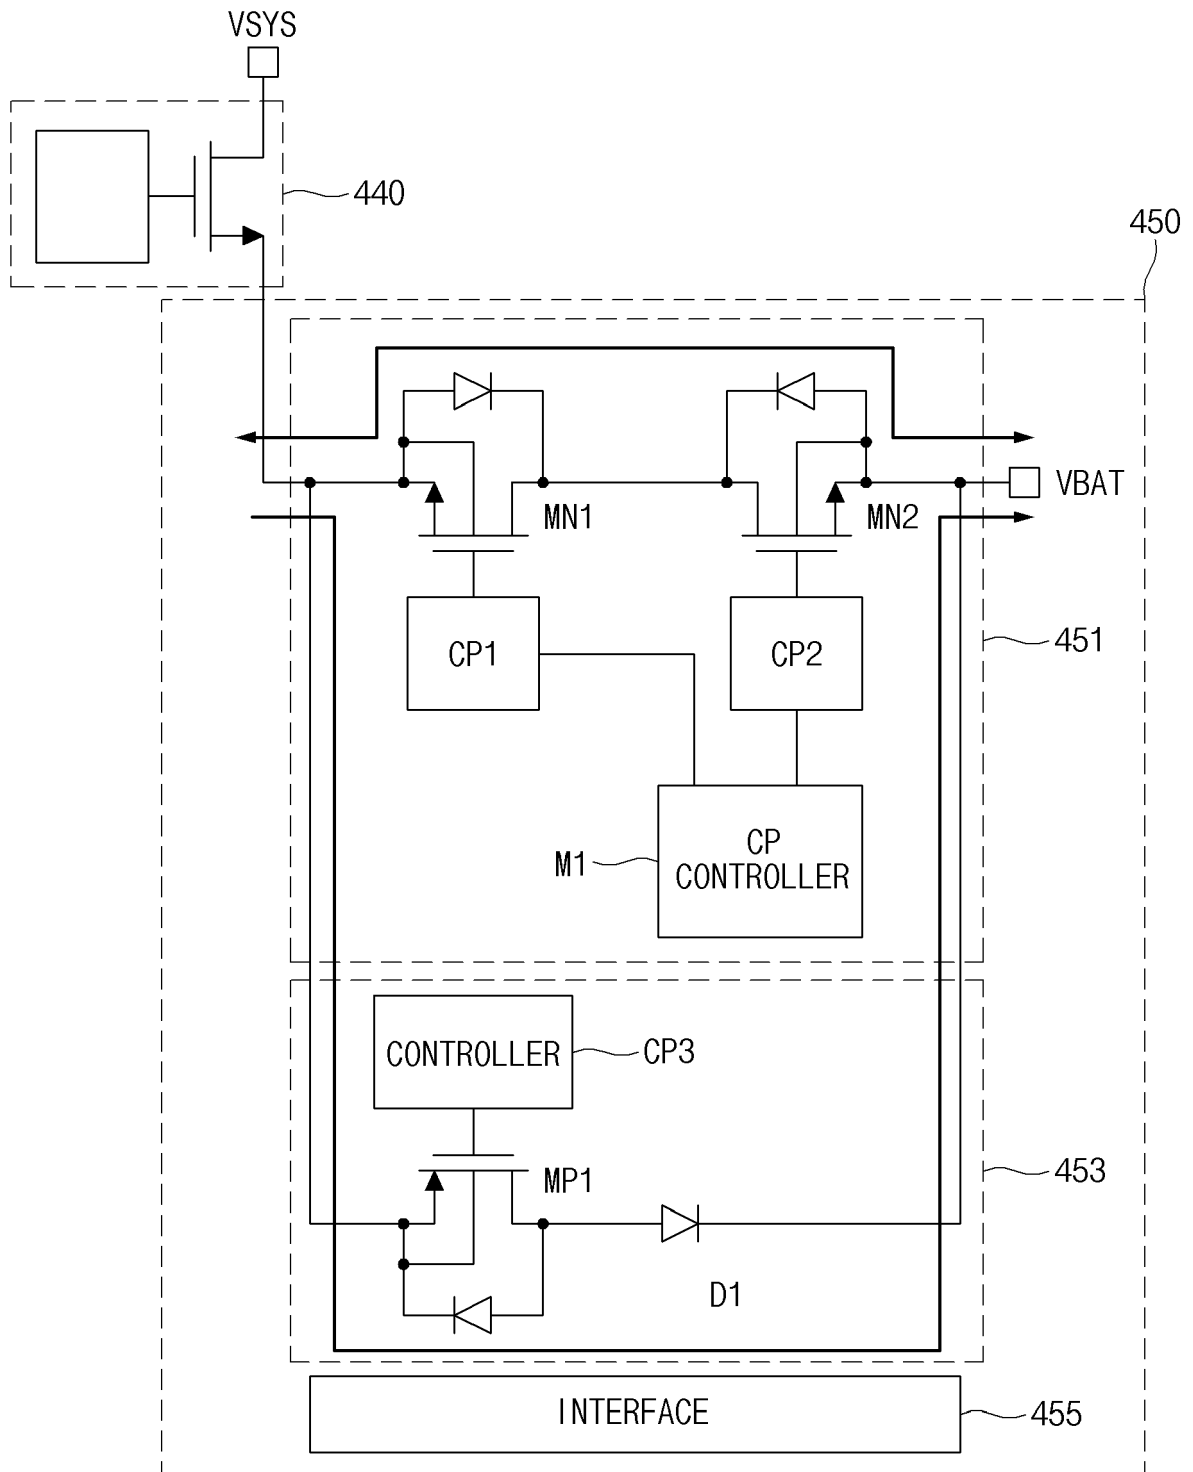 VSYS
440
450
VBAT
MN1
MN2
CP1
CP2
451
CP
CONTROLLER
M1
CONTROLLER
CP3
MP1
453
D1
INTERFACE
455